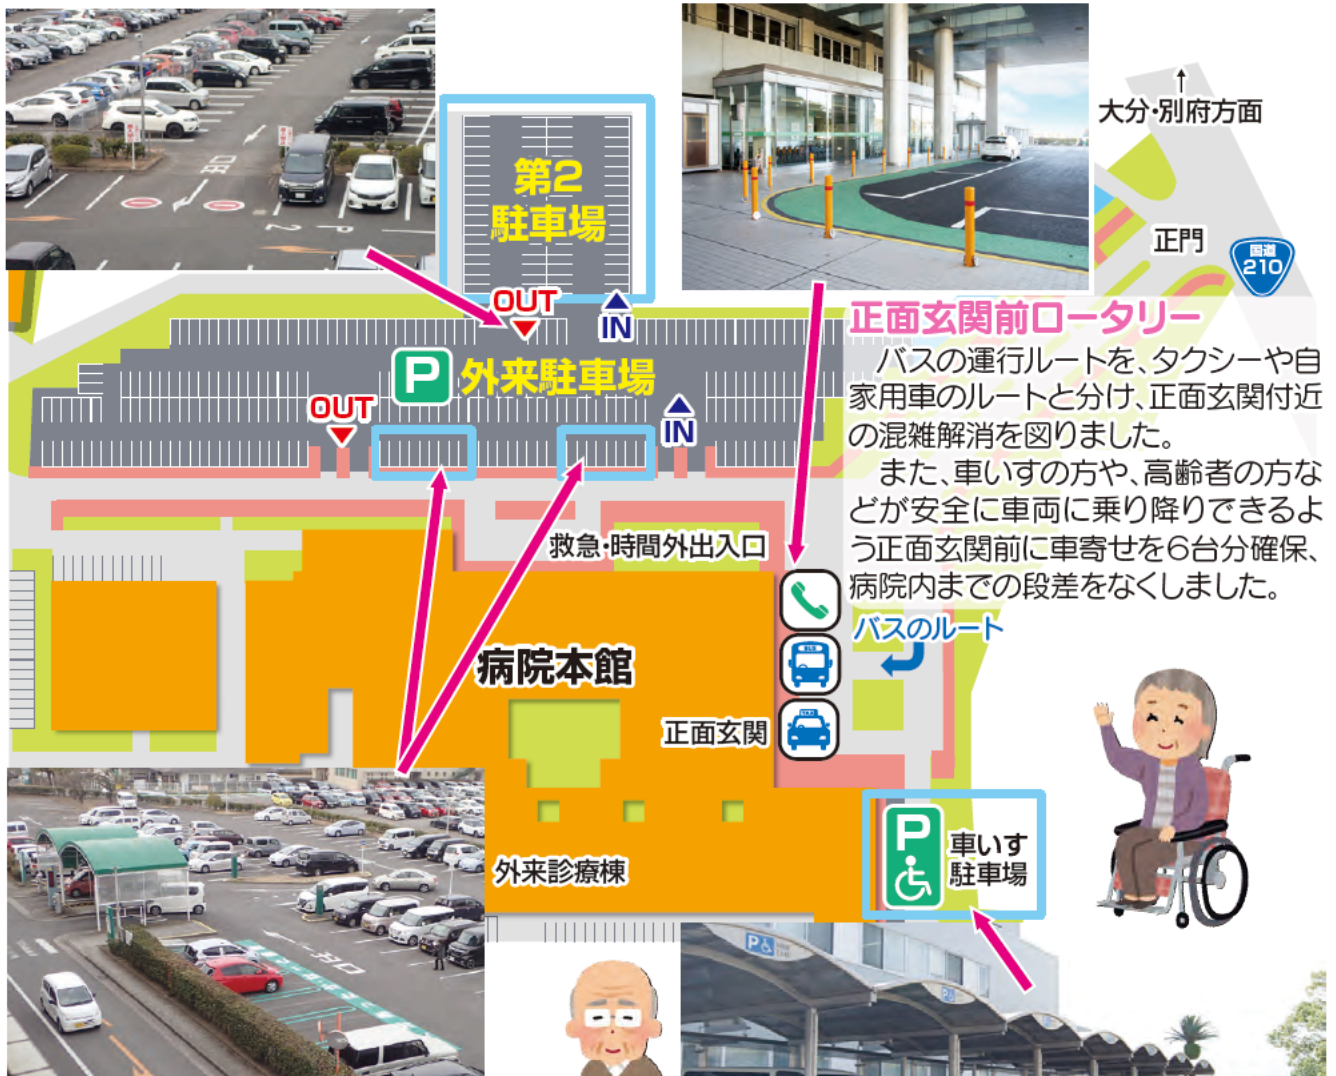 大分・別府方面
正門
国道
210
第2
駐車場
OUT
IN
P
外来駐車場
OUT
IN
正面玄関前ロータリー
バスの運行ルートを、タクシーや自
家用車のルートと分け、正面玄関付近
の混雑解消を図りました。
また、車いすの方や、高齢者の方な
どが安全に車両に乗り降りできるよ
う正面玄関前に車寄せを6台分確保、
病院内までの段差をなくしました。
救急・時間外出入口
バスのルート
病院本館
BUS
正面玄関
TAXI
P
車いす
駐車場
外来診療棟
出口
P2
出口
P
P